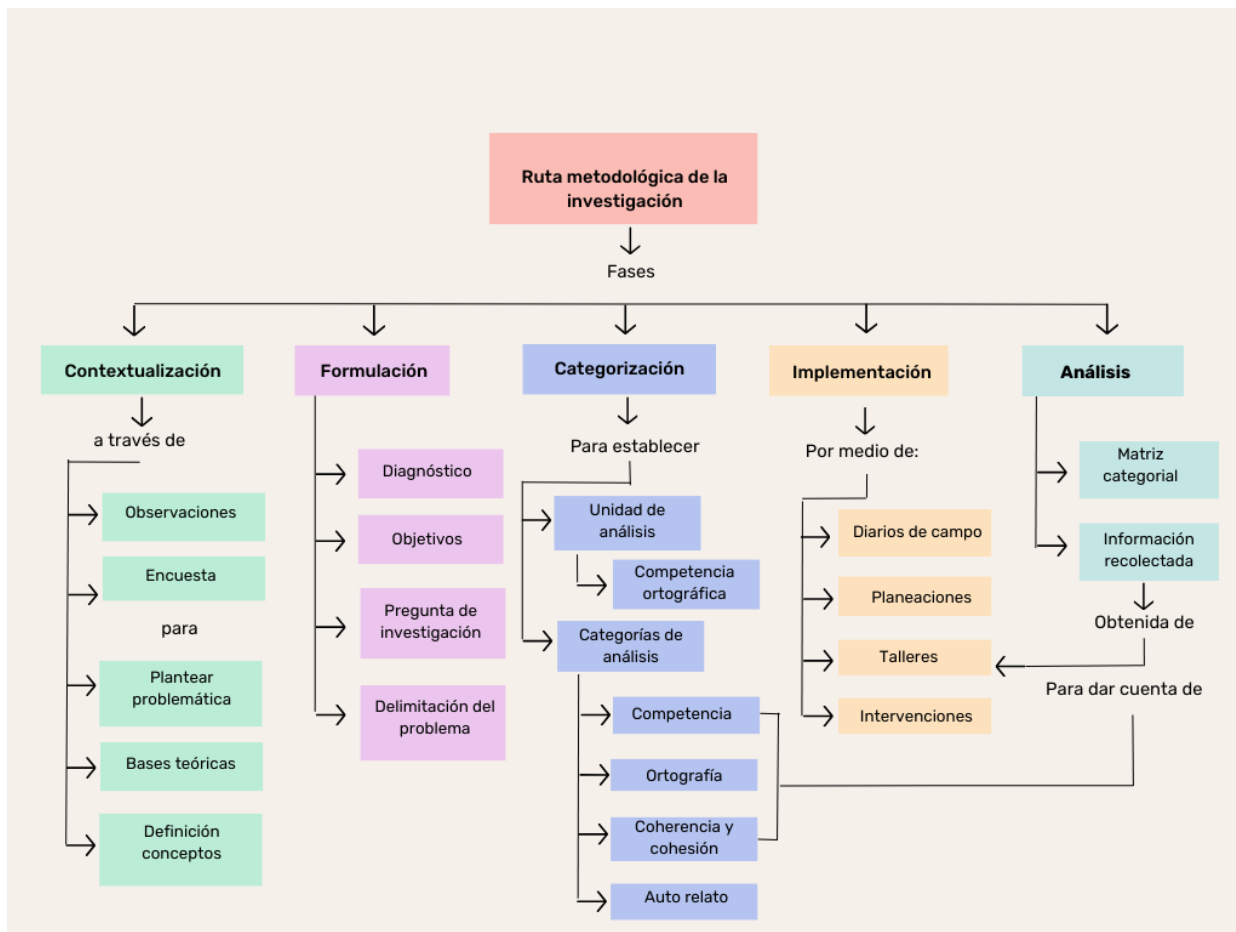 Ruta metodológica de la
investigación
Fases
Contextualización
a través de
Observaciones
Encuesta
para
Plantear
problemática
Bases teóricas
Definición
conceptos
Formulación
Diagnóstico
Objetivos
Pregunta de
investigación
Delimitación del
problema
Categorización
Para establecer
Unidad de
análisis
Competencia
ortográfica
Categorías de
análisis
Competencia
Ortografía
Coherencia y
cohesión
Auto relato
Implementación
Por medio de:
Diarios de campo
Planeaciones
Talleres
Intervenciones
Análisis
Matriz
categorial
Información
recolectada
Obtenida de
Para dar cuenta de